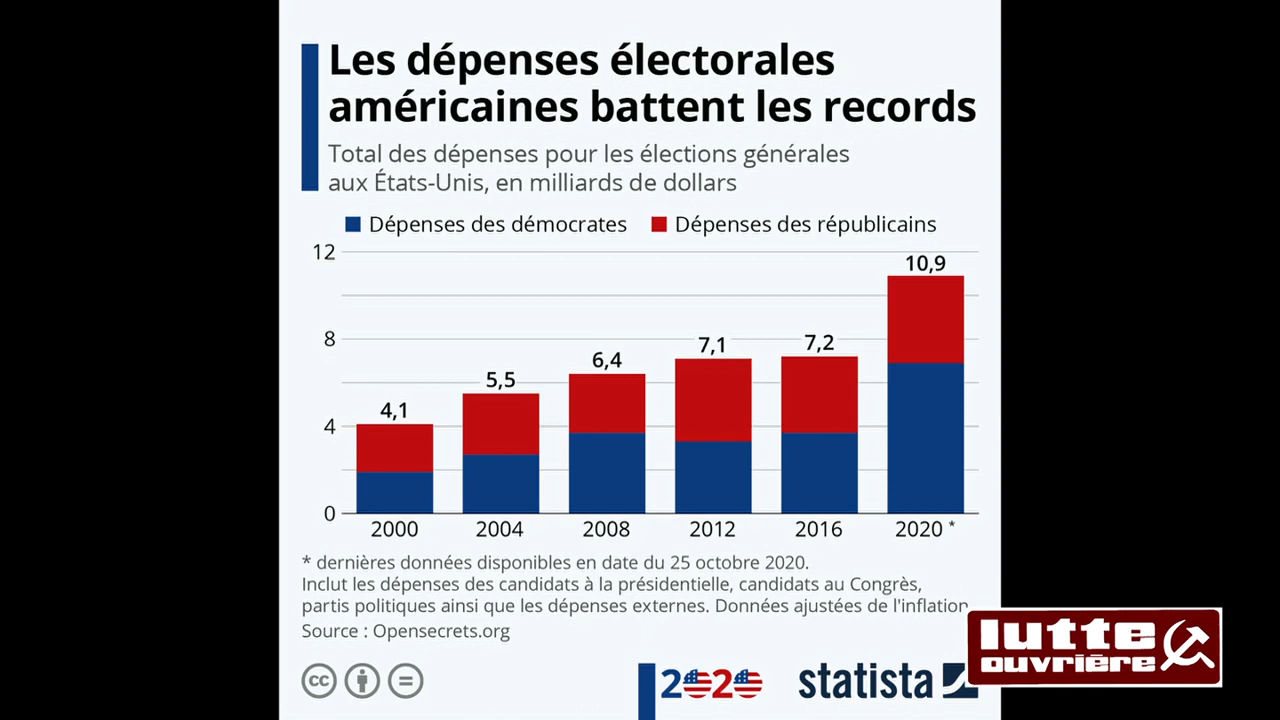 Les dépenses électorales
américaines battent les records
Total des dépenses pour les élections générales
aux États-Unis, en milliards de dollars
Dépenses des démocrates Dépenses des républicains
12
10,9
8
7,2
7,1
6,4
5,5
4,1
4
0
2000 2004 2008 2012 2016 2020 *
* dernières données disponibles en date du 25 octobre 2020.
Inclut les dépenses des candidats à la présidentielle, candidats au Congrès,
partis politiques ainsi que les dépenses externes. Données ajustées de l'inflation
Source : Opensecrets.org
cc
2020
statista
lutte
ouvrière